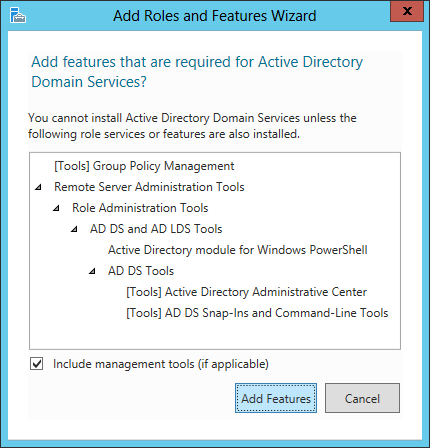 Add Roles and Features Wizard
x
Add features that are required for Active Directory
Domain Services?
You cannot install Active Directory Domain Services unless the
following role services or features are also installed.
[Tools] Group Policy Management
Remote Server Administration Tools
Role Administration Tools
AD DS and AD LDS Tools
Active Directory module for Windows PowerShell
AD DS Tools
[Tools] Active Directory Administrative Center
[Tools] AD DS Snap-Ins and Command-Line Tools
Include management tools (if applicable)
Add Features
Cancel